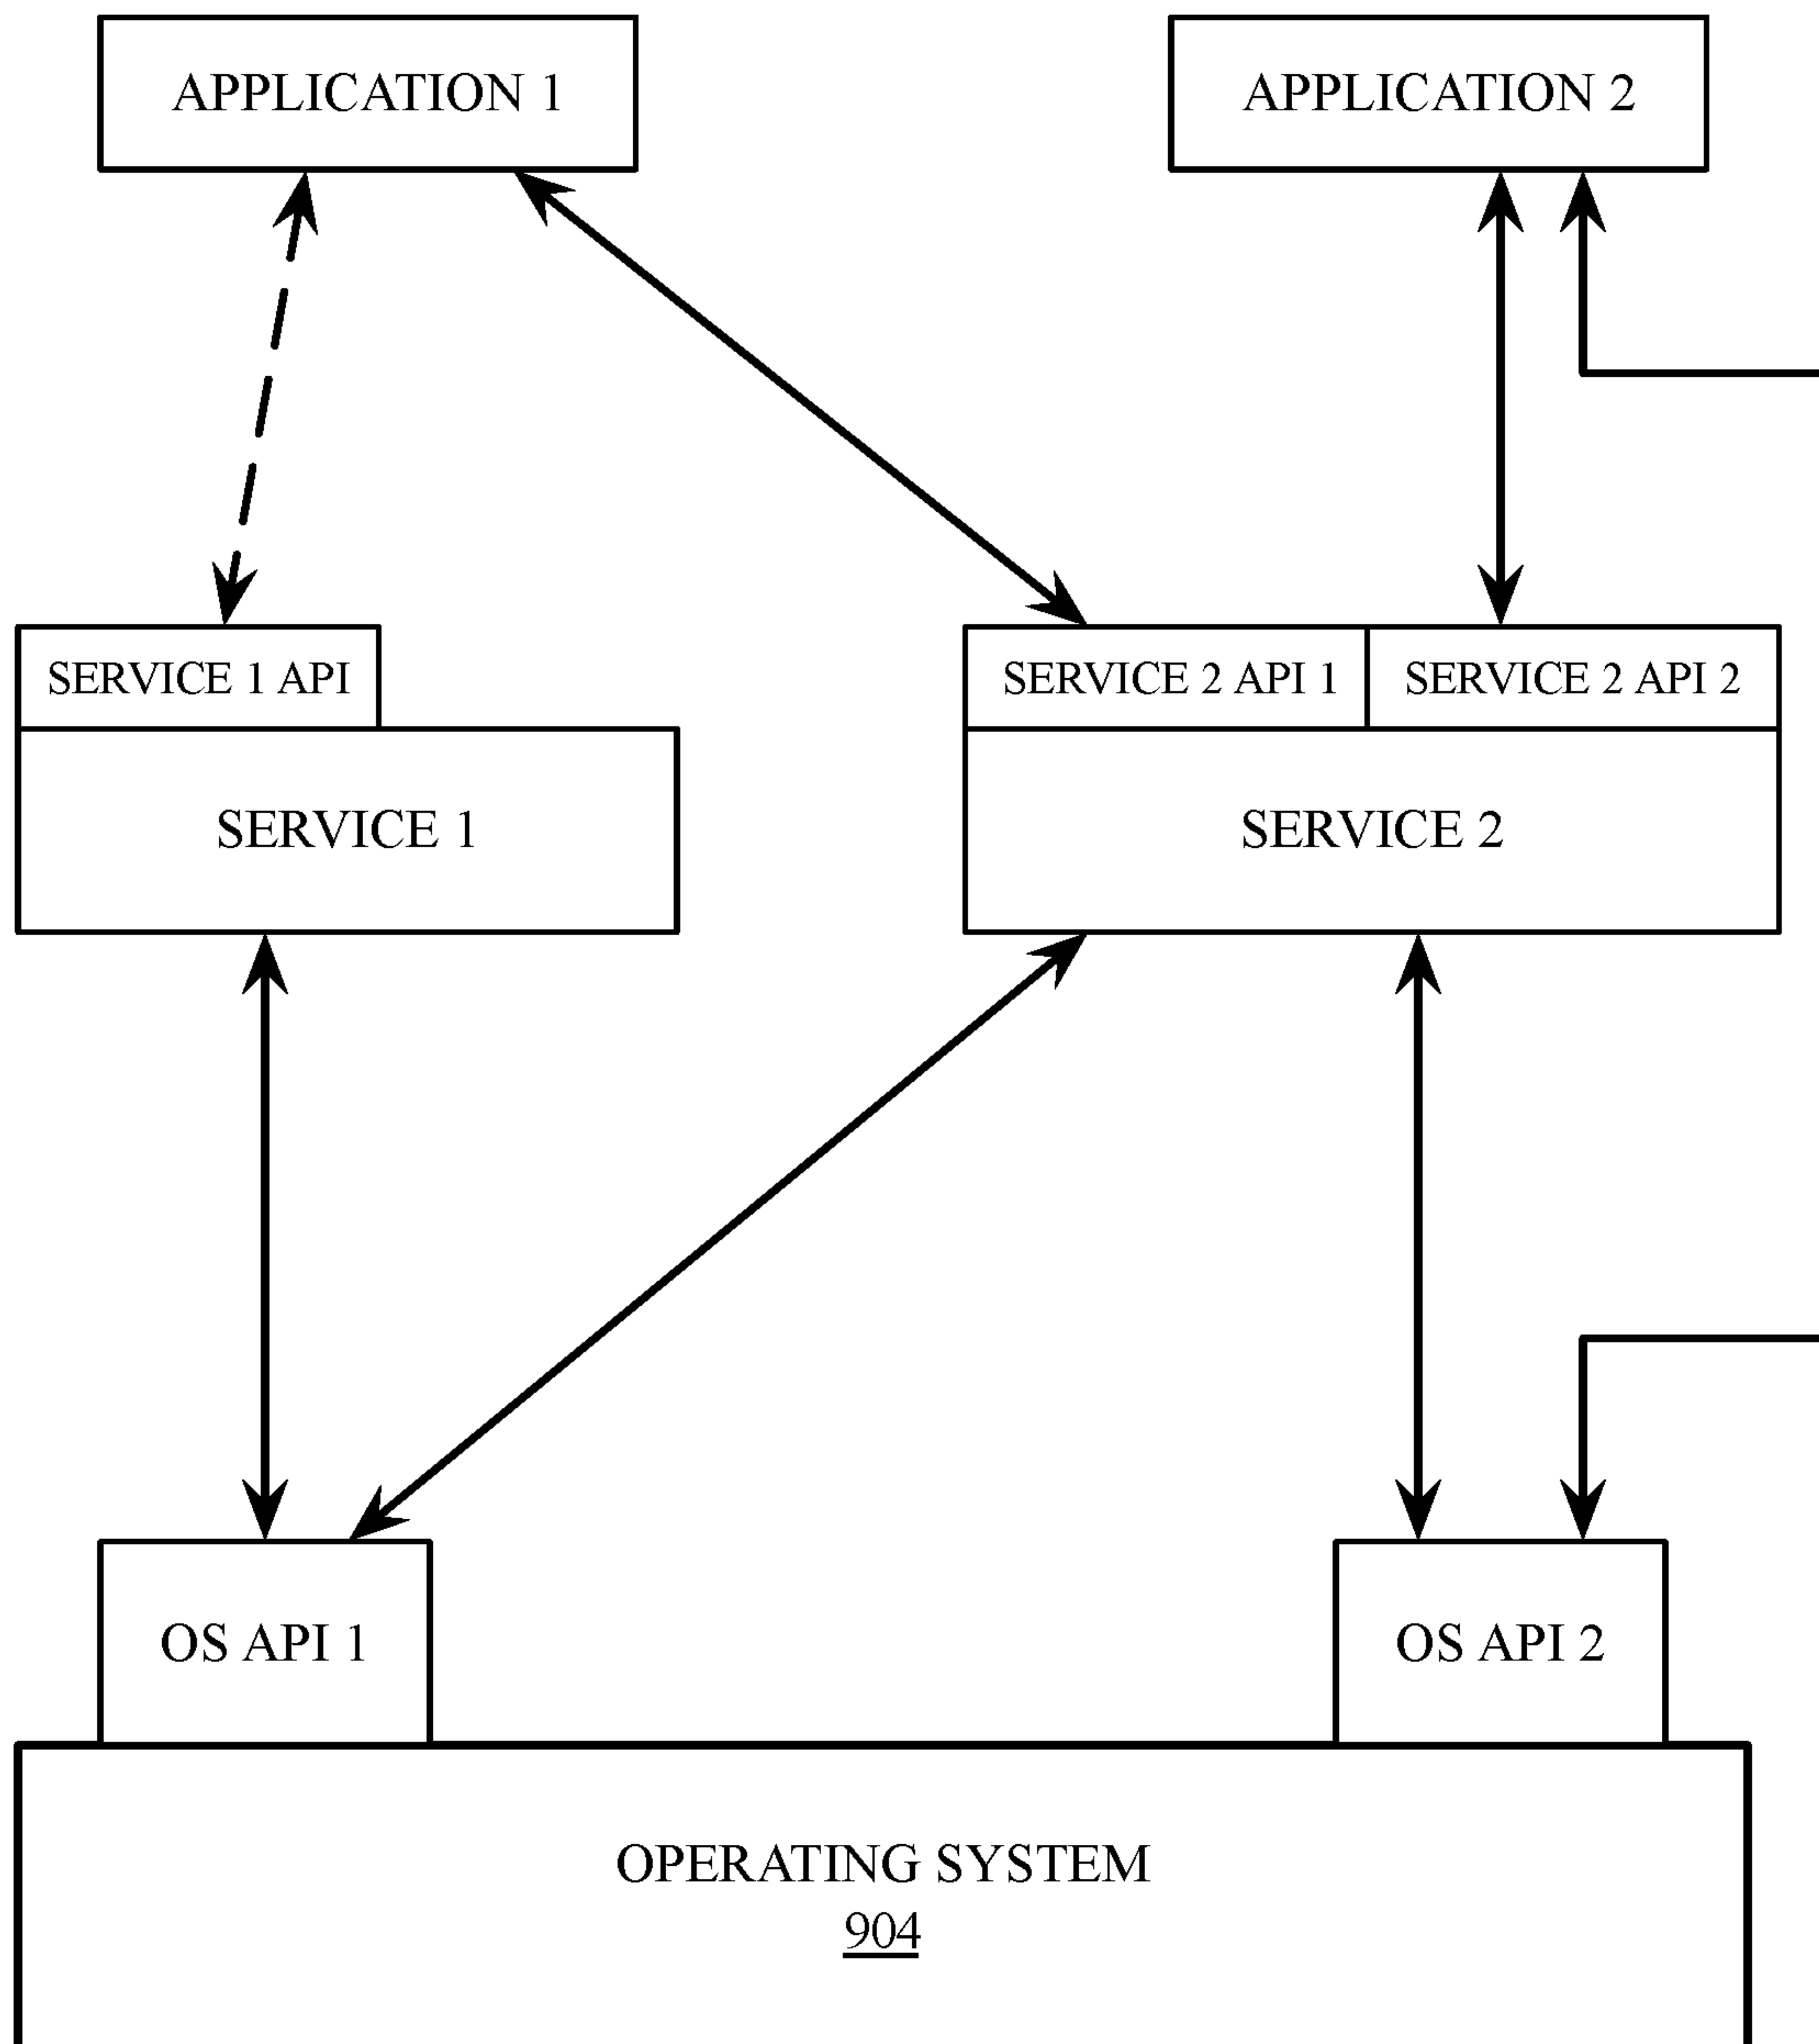 APPLICATION 1
APPLICATION 2
SERVICE 1 API
SERVICE 2 API 1
SERVICE 2 API 2
SERVICE 1
SERVICE 2
OS API 1
OS API 2
OPERATING SYSTEM
904